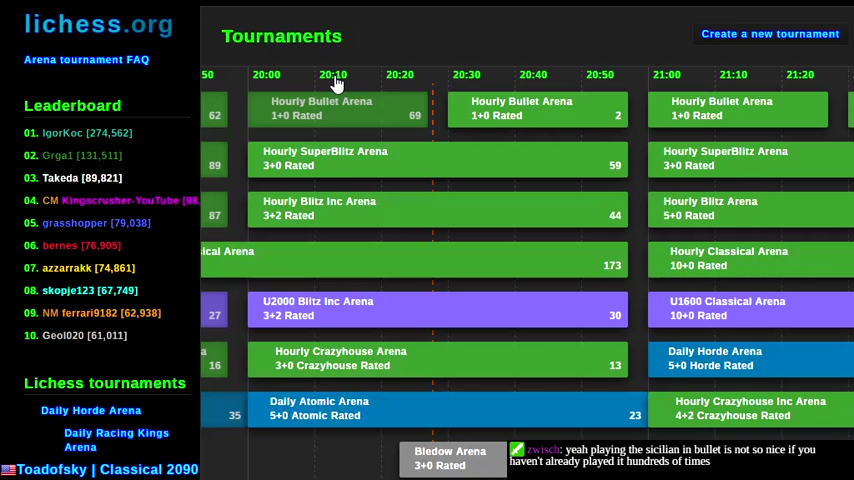 lichess.org
Arena tournament FAQ
Leaderboard
01. IgorKoc [274,562]
02. Grga1 [131,511]
03. Takeda [89,821]
04. CM Kingscrusher-YouTube [88,
05. grasshopper [79,038]
06. bernes [76,905]
07. azzarrakk [74,861]
08. skopje123 [67,749]
09. NM ferrari9182 [62,938]
10. Geol020 [61,011]
Lichess tournaments
Daily Horde Arena
Daily Racing Kings
Arena
Toadofsky | Classical 2090
Tournaments
Create a new tournament
50 20:00 20:10 20:20 20:30 20:40 20:50 21:00 21:10 21:20
62
Hourly Bullet Arena
1+0 Rated 69
Hourly Bullet Arena
1+0 Rated 2
Hourly Bullet Arena
1+0 Rated
89
Hourly SuperBlitz Arena
3+0 Rated 59
Hourly SuperBlitz Arena
3+0 Rated
87
Hourly Blitz Inc Arena
3+2 Rated 44
Hourly Blitz Arena
5+0 Rated
sical Arena
173
Hourly Classical Arena
10+0 Rated
27
U2000 Blitz Inc Arena
3+2 Rated 30
U1600 Classical Arena
10+0 Rated
a
16
Hourly Crazyhouse Arena
3+0 Crazyhouse Rated 13
Daily Horde Arena
5+0 Horde Rated
35
Daily Atomic Arena
5+0 Atomic Rated 23
Hourly Crazyhouse Inc Arena
4+2 Crazyhouse Rated
Bledow Arena
3+0 Rated
zwisch: yeah playing the sicilian in bullet is not so nice if you
haven't already played it hundreds of times